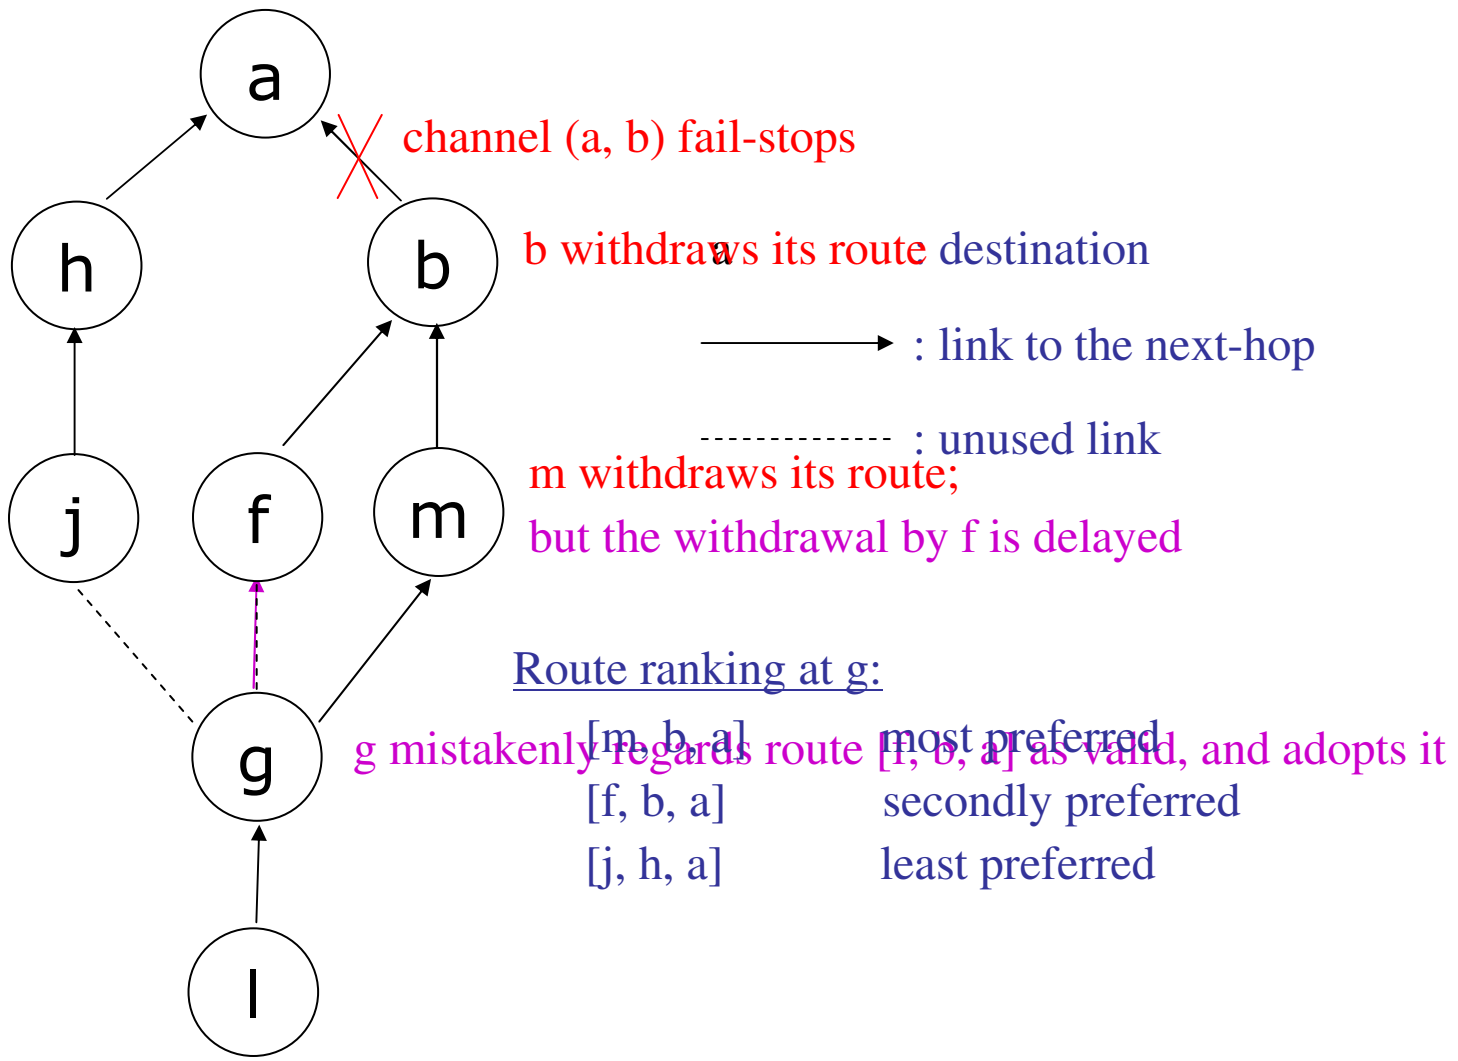 a
channel (a, b) fail-stops
h
b
b withdraws its route
a : destination
: link to the next-hop
: unused link
j
f
m
m withdraws its route;
but the withdrawal by f is delayed
Route ranking at g:
[m, b, a] most preferred
g
g mistakenly regards route [f, b, a] as valid, and adopts it
[f, b, a] secondly preferred
[j, h, a] least preferred
l